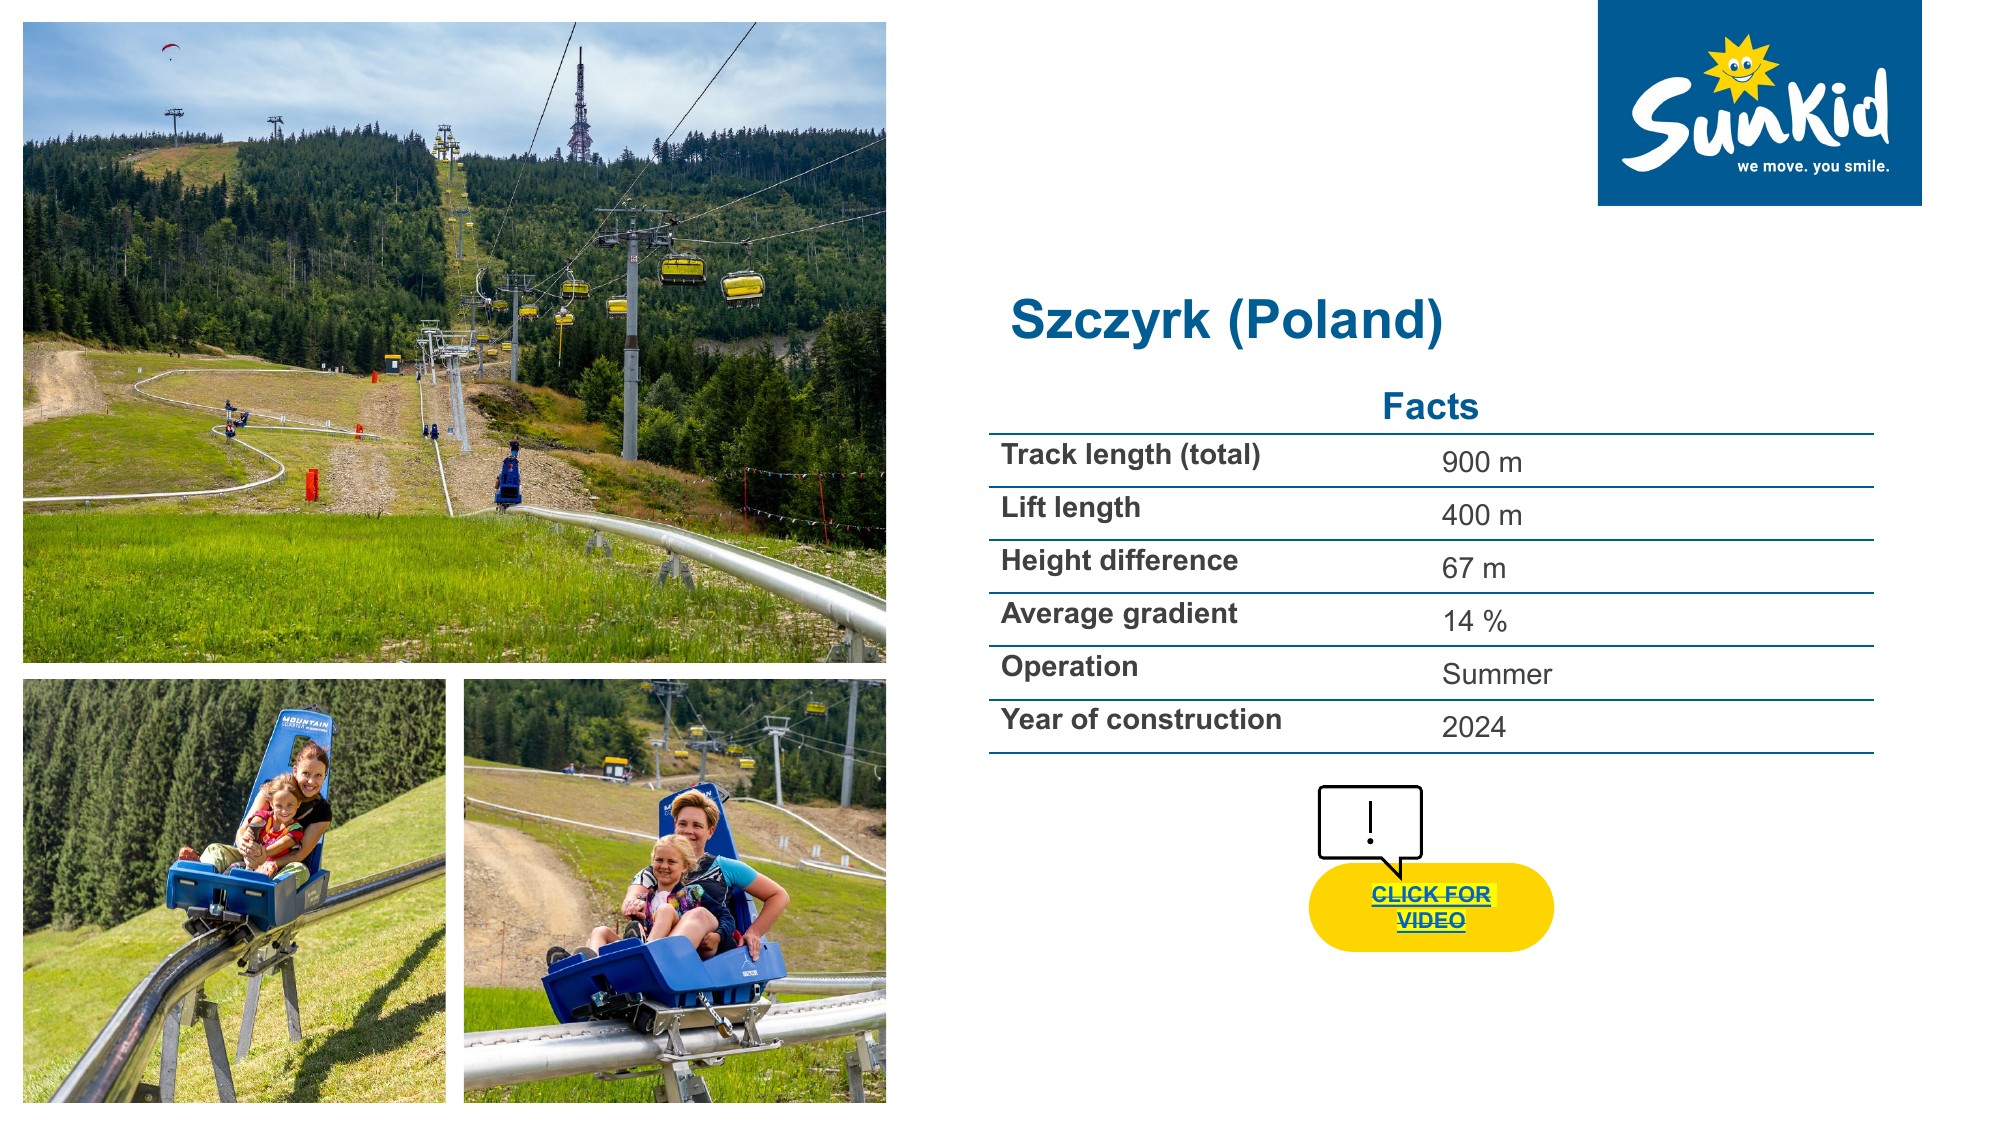 SunKid
we move. you smile.
Szczyrk (Poland)
Facts
Track length (total) 900 m
Lift length 400 m
Height difference 67 m
Average gradient 14 %
Operation Summer
Year of construction 2024
!
CLICK FOR
VIDEO
MOUNTAIN